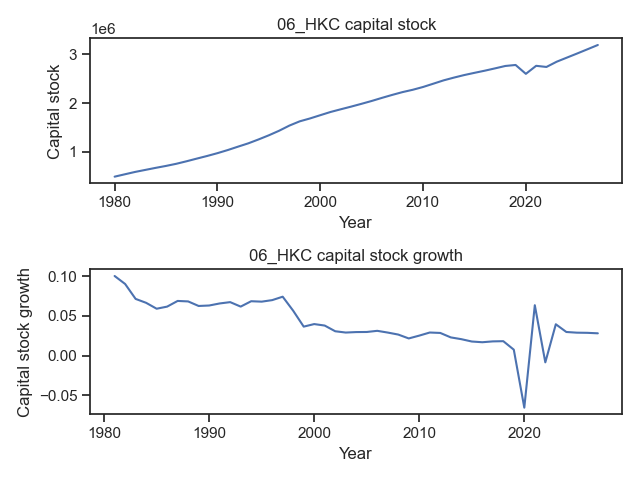 06_HKC capital stock
1e6
3
2
1
Capital stock
1980 1990 2000 2010 2020
Year
06_HKC capital stock growth
0.10
0.05
0.00
−0.05
Capital stock growth
1980 1990 2000 2010 2020
Year